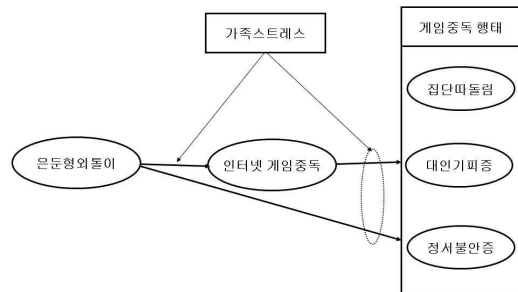 가족스트레스
게임중독 행태
집단따돌림
은둔형외톨이
인터넷 게임중독
대인기피증
정서불안증